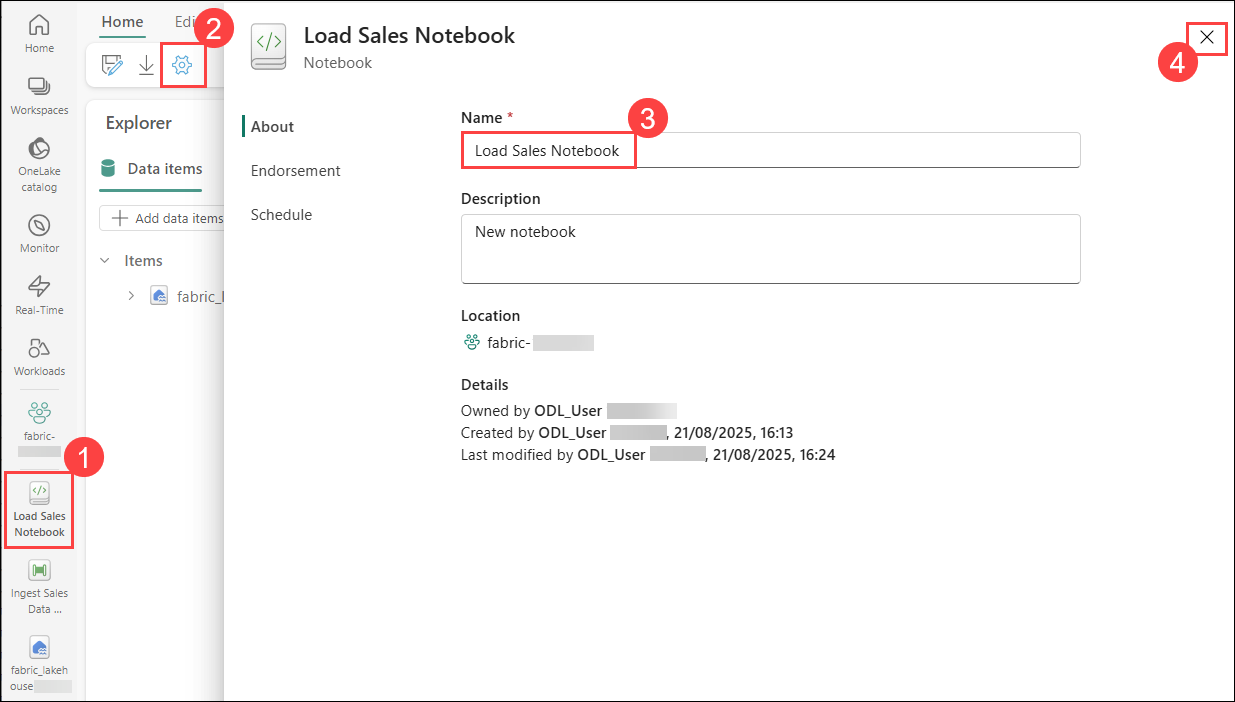 Home
Workspaces
OneLake
catalog
Monitor
Real-Time
Workloads
fabric-
1
Load Sales
Notebook
Ingest Sales
Data ...
fabric_lakeh
ouse
Home
2
Explorer
Data items
Add data items
Items
fabric_
</>
Load Sales Notebook
Notebook
4
About
Endorsement
Schedule
Name *
3
Load Sales Notebook
Description
New notebook
Location
fabric-
Details
Owned by ODL_User
Created by ODL_User , 21/08/2025, 16:13
Last modified by ODL_User , 21/08/2025, 16:24